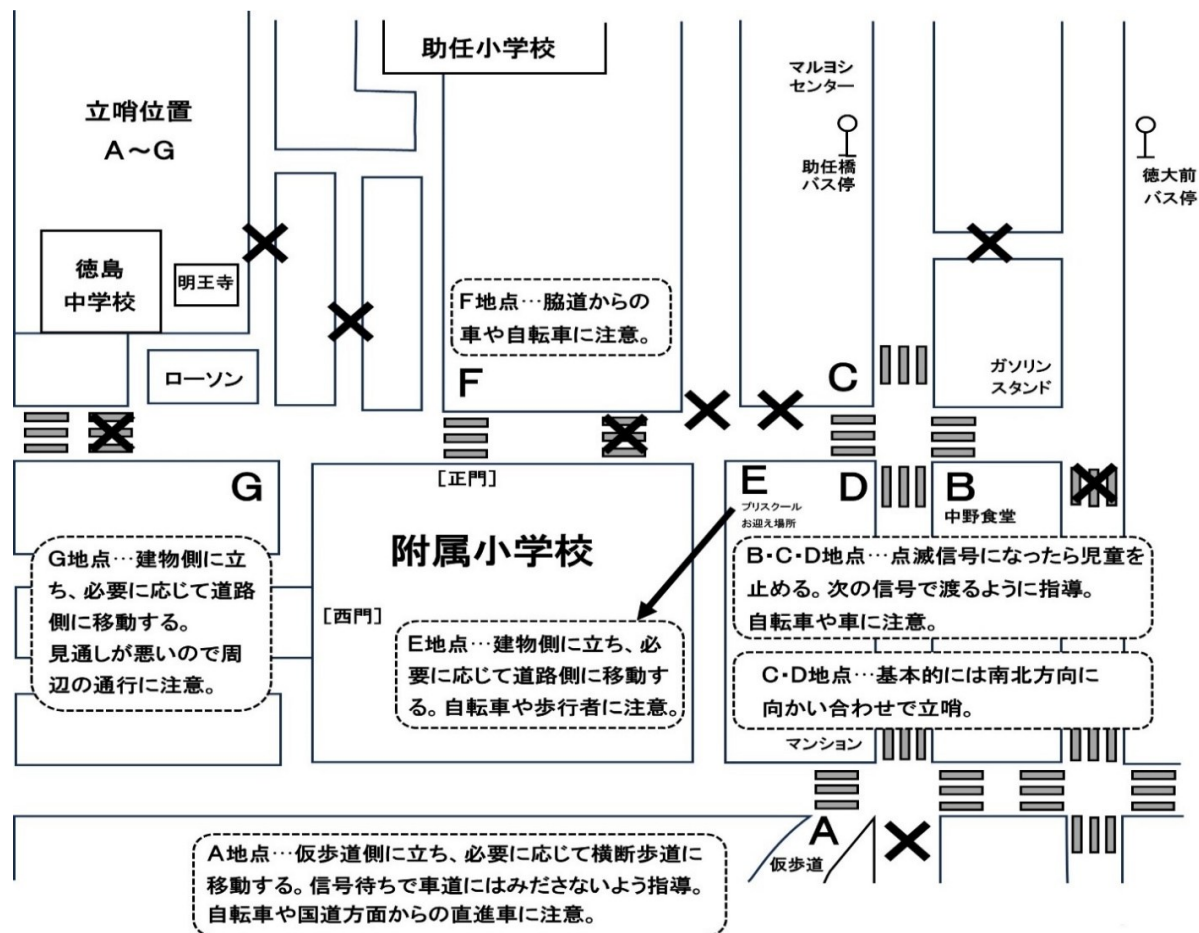 助任小学校
立哨位置
A～G
マルヨシ
センター
助任橋
バス停
徳大前
バス停
徳島
中学校
明王寺
F地点…脇道からの
車や自転車に注意。
ローソン
F
C
ガソリン
スタンド
G
[正門]
E
プリスクール
お迎え場所
D
B
中野食堂
附属小学校
[西門]
G地点…建物側に立
ち、必要に応じて道路
側に移動する。
見通しが悪いので周
辺の通行に注意。
E地点…建物側に立ち、必
要に応じて道路側に移動す
る。自転車や歩行者に注意。
B・C・D地点…点滅信号になったら児童を
止める。次の信号で渡るように指導。
自転車や車に注意。
C・D地点…基本的には南北方向に
向かい合わせで立哨。
マンション
A
仮歩道
A地点…仮歩道側に立ち、必要に応じて横断歩道に
移動する。信号待ちで車道にはみださないよう指導。
自転車や国道方面からの直進車に注意。